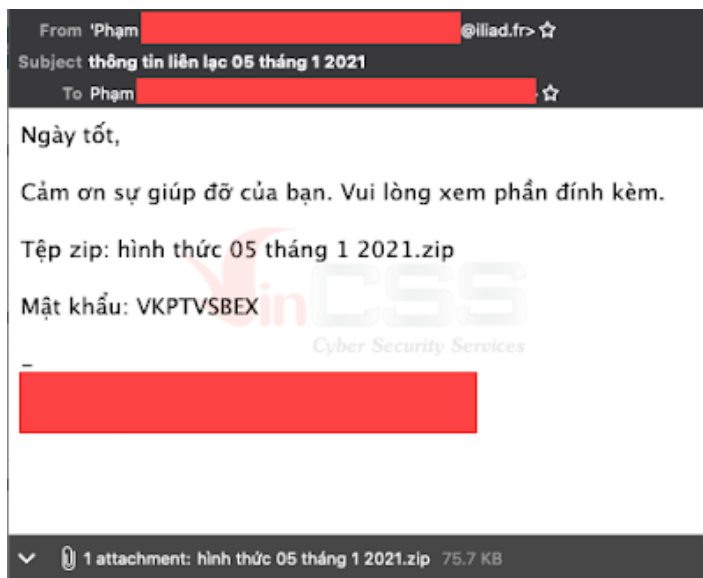 From 'Phạm @iliad.fr>
Subject thông tin liên lạc 05 tháng 1 2021
To Phạm
Ngày tốt,
Cảm ơn sự giúp đỡ của bạn. Vui lòng xem phần đính kèm.
Tệp zip: hình thức 05 tháng 1 2021.zip
Mật khẩu: VKPTVSBEX
VinCSS
Cyber Security Services
–
1 attachment: hình thức 05 tháng 1 2021.zip 75.7 KB